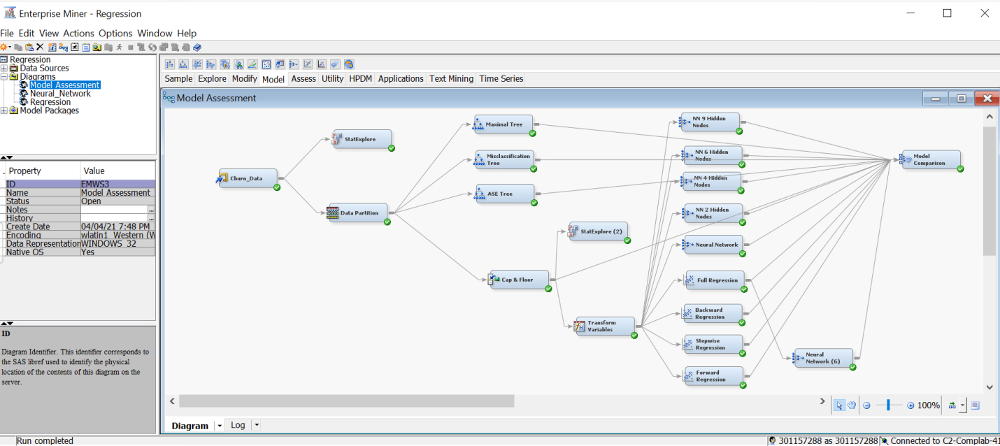 Enterprise Miner - Regression
File Edit View Actions Options Window Help
Regression
Data Sources
Diagrams
Model Assessment
Neural_Network
Regression
Model Packages
. Property Value
ID EMWS3
Name Model Assessment
Status Open
Notes ...
History ...
Create Date 04/04/21 7:48 PM
Encoding wlatin1 Western (W
Data Representation WINDOWS_32
Native OS Yes
ID
Diagram Identifier. This identifier corresponds to
the SAS libref used to identify the physical
location of the contents of this diagram on the
server.
Sample Explore Modify Model Assess Utility HPDM Applications Text Mining Time Series
Model Assessment
Churn_Data
StatExplore
Data Partition
Maximal Tree
Misclassification
Tree
ASE Tree
Cap & Floor
StatExplore (2)
Transform
Variables
NN 9 Hidden
Nodes
NN 6 Hidden
Nodes
NN 4 Hidden
Nodes
NN 2 Hidden
Nodes
Neural Network
Full Regression
Backward
Regression
Stepwise
Regression
Forward
Regression
Neural
Network (6)
Model
Comparison
100%
Diagram Log
Run completed
301157288 as 301157288 Connected to C2-Complab-41